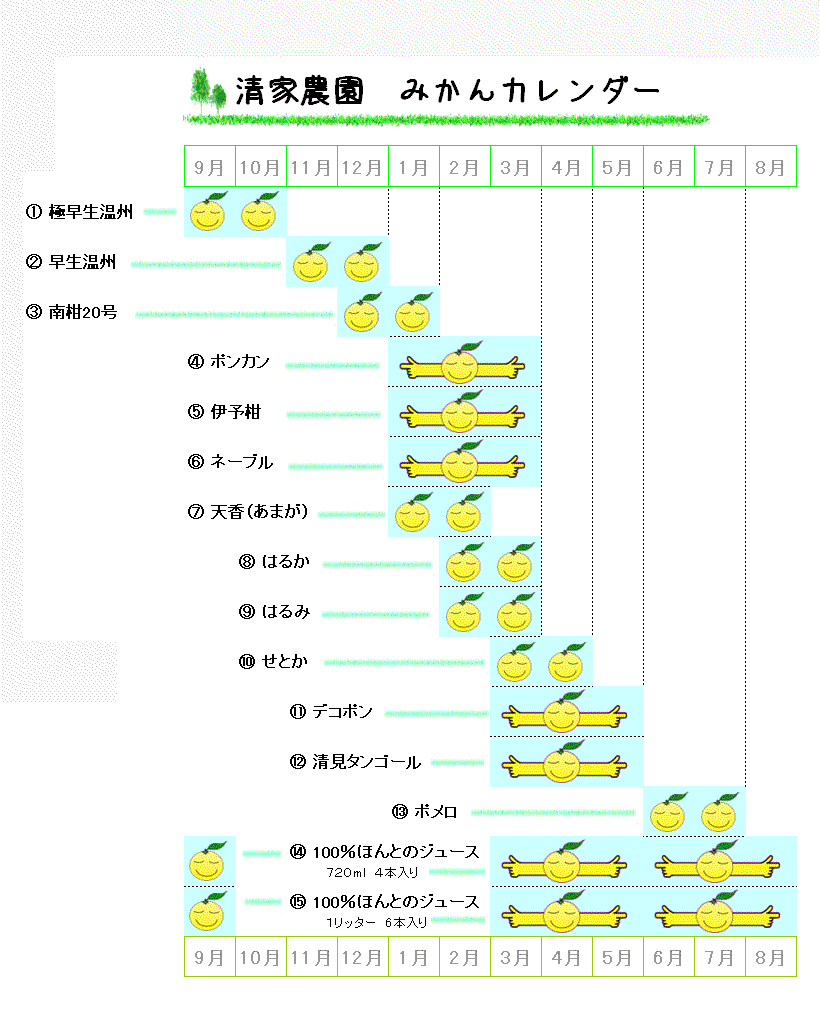 清家農園　みかんカレンダー
9月 10月 11月 12月 1月 2月 3月 4月 5月 6月 7月 8月
① 極早生温州
② 早生温州
③ 南柑20号
④ ポンカン
⑤ 伊予柑
⑥ ネーブル
⑦ 天香(あまか)
⑧ はるか
⑨ はるみ
⑩ せとか
⑪ デコポン
⑫ 清見タンゴール
⑬ ポメロ
⑭ 100%ほんとのジュース
720ml　4本入り
⑮ 100%ほんとのジュース
1リッター　6本入り
9月 10月 11月 12月 1月 2月 3月 4月 5月 6月 7月 8月